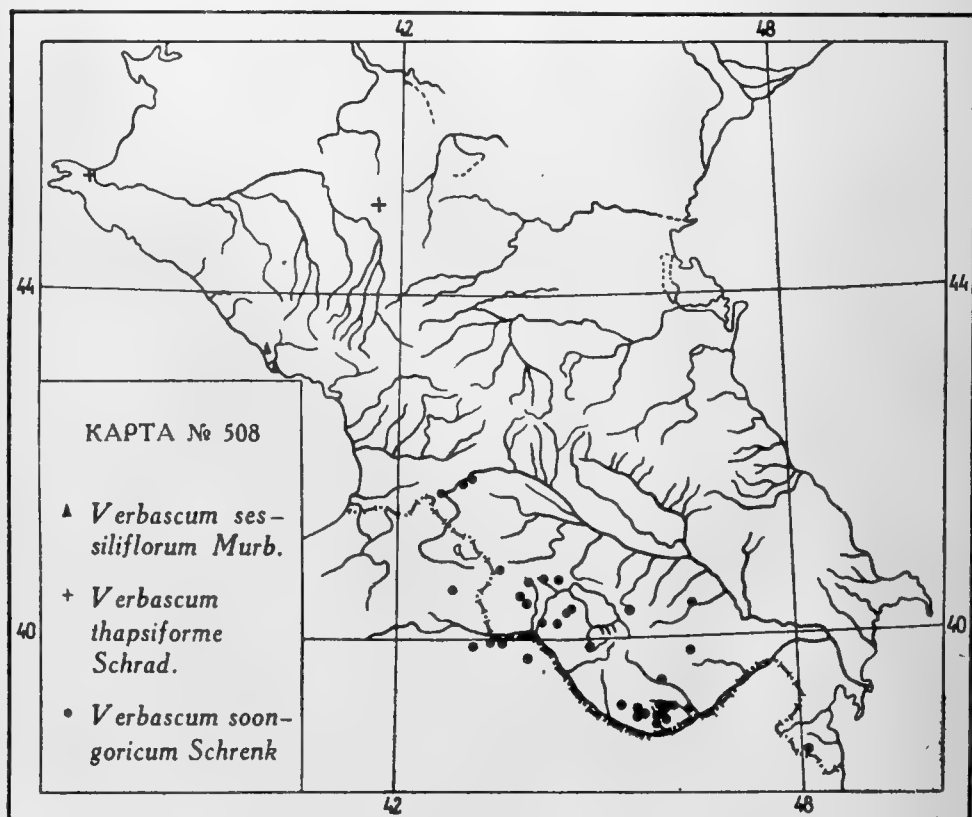 42
48
44
44
КАРТА № 508
Verbascum ses-
siliflorum Murb.
Verbascum
thapsiforme
Schrad.
Verbascum soon-
goricum Schrenk
40
40
42
48